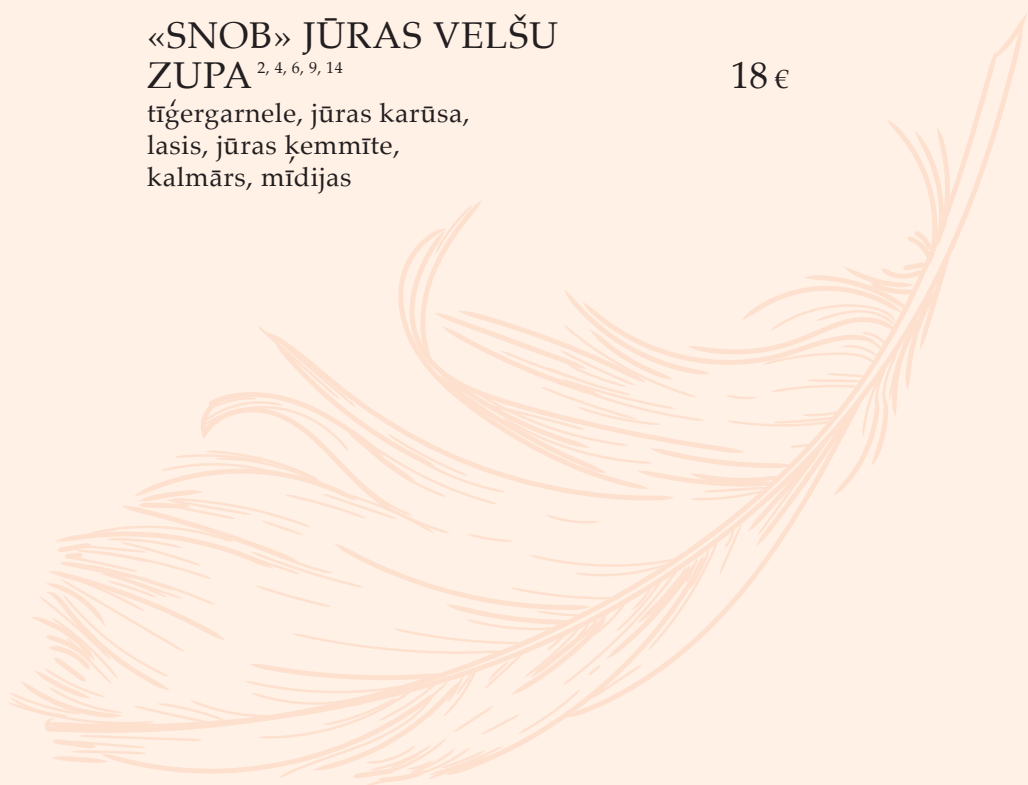 «SNOB» JŪRAS VELŠU
ZUPA 2, 4, 6, 9, 14 18 €
tīģergarnele, jūras karūsa,
lasis, jūras ķemmīte,
kalmārs, mīdijas